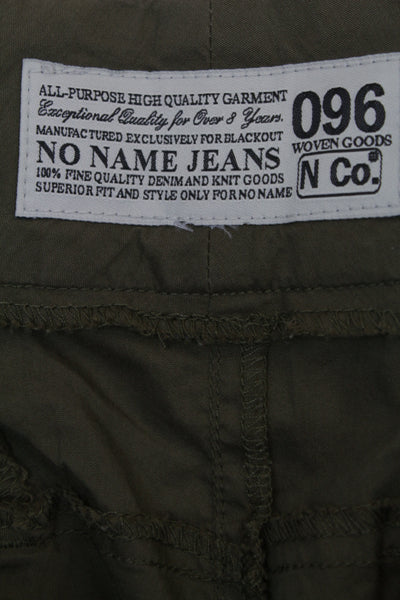 ALL-PURPOSE HIGH QUALITY GARMENT
Exceptional Quality for Over 8 Years.
MANUFACTURED EXCLUSIVELY FOR BLACKOUT
NO NAME JEANS
100% FINE QUALITY DENIM AND KNIT GOODS
SUPERIOR FIT AND STYLE ONLY FOR NO NAME
096
WOVEN GOODS
N Co.